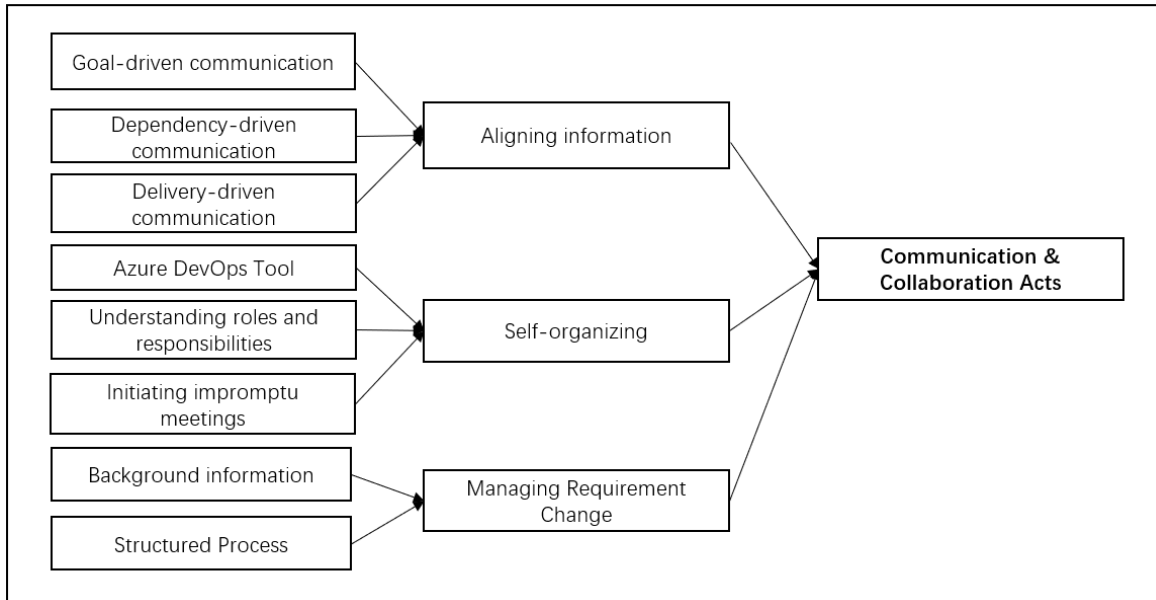 Goal-driven communication
Dependency-driven
communication
Delivery-driven
communication
Azure DevOps Tool
Understanding roles and
responsibilities
Initiating impromptu
meetings
Background information
Structured Process
Aligning information
Self-organizing
Managing Requirement
Change
Communication &
Collaboration Acts